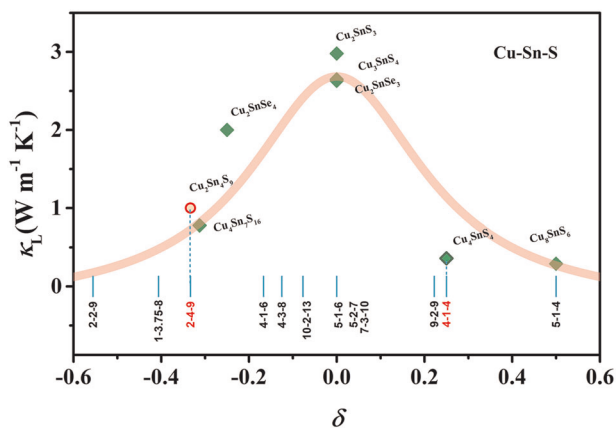 Cu-Sn-S
κL(W m-1 K-1)
3
2
1
0
Cu2SnS3
Cu3SnS4
Cu2SnSe3
Cu2SnSe4
Cu2Sn4S9
Cu4Sn7S16
Cu4SnS4
Cu8SnS6
2-2-9
1-3.75-8
2-4-9
4-1-6
4-3-8
10-2-13
5-1-6
5-2-7
7-3-10
9-2-9
4-1-4
5-1-4
-0.6 -0.4 -0.2 0.0 0.2 0.4 0.6
δ